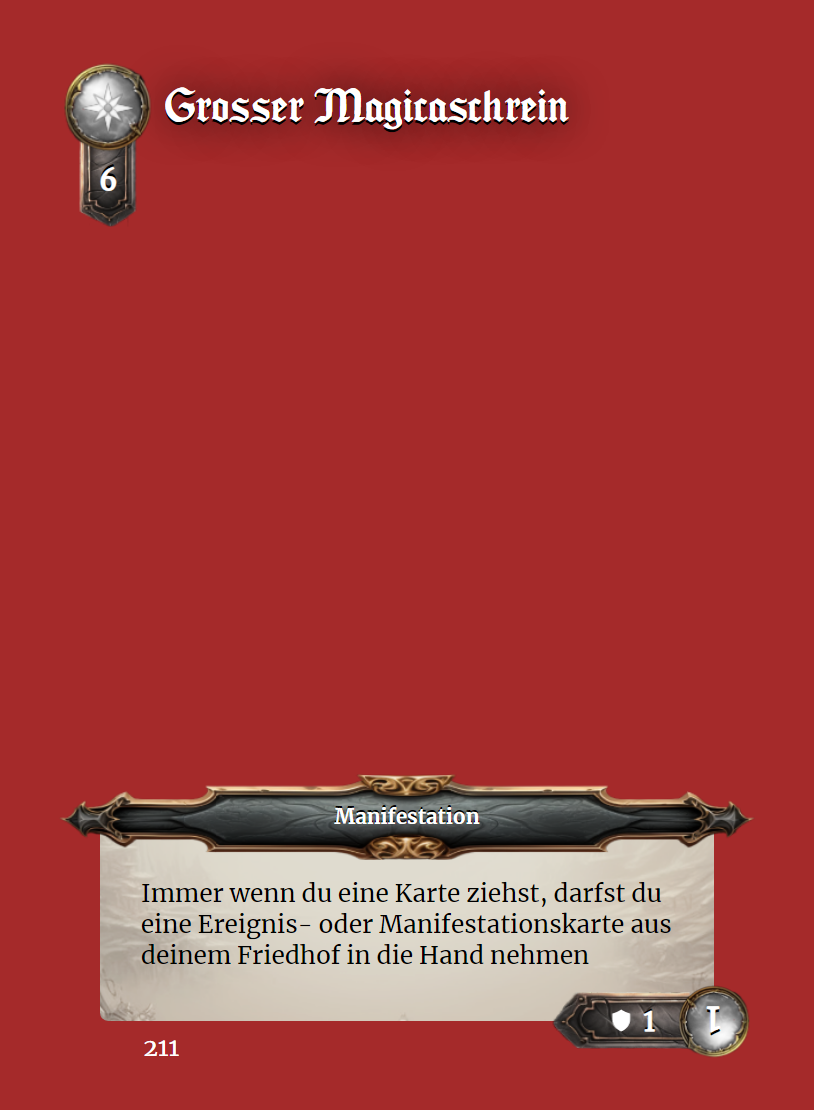 Grosser Magicaschrein
6
Manifestation
Immer wenn du eine Karte ziehst, darfst du
eine Ereignis- oder Manifestationskarte aus
deinem Friedhof in die Hand nehmen
1
1
211